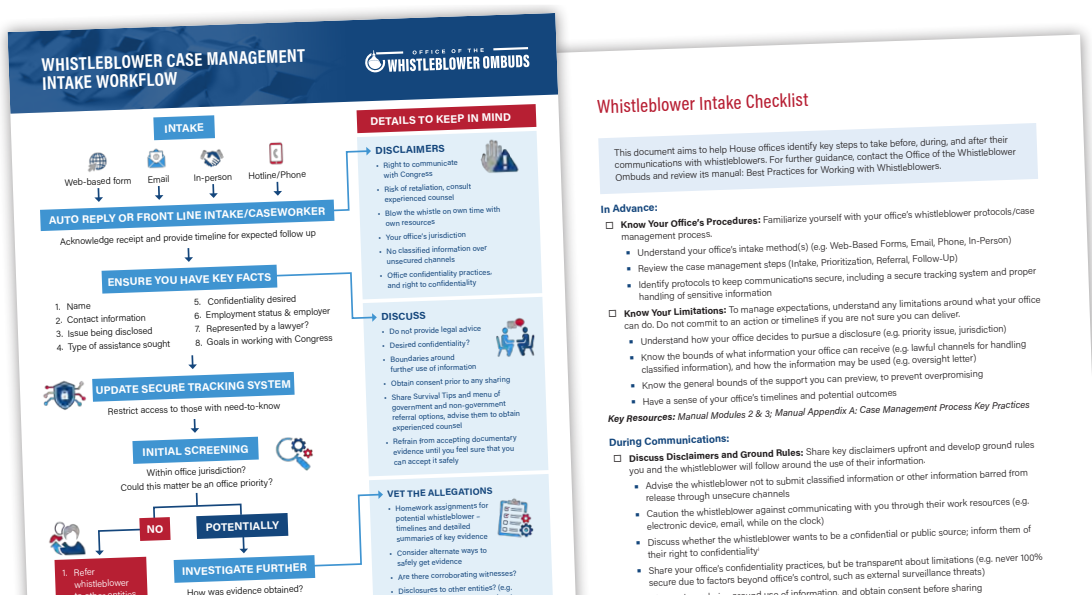 WHISTLEBLOWER CASE MANAGEMENT
INTAKE WORKFLOW
OFFICE OF THE
WHISTLEBLOWER OMBUDS
INTAKE
Web-based form
Email
In-person
Hotline/Phone
AUTO REPLY OR FRONT LINE INTAKE/CASEWORKER
Acknowledge receipt and provide timeline for expected follow up
ENSURE YOU HAVE KEY FACTS
1. Name
2. Contact information
3. Issue being disclosed
4. Type of assistance sought
5. Confidentiality desired
6. Employment status & employer
7. Represented by a lawyer?
8. Goals in working with Congress
UPDATE SECURE TRACKING SYSTEM
Restrict access to those with need-to-know
INITIAL SCREENING
Within office jurisdiction?
Could this matter be an office priority?
NO
POTENTIALLY
1. Refer
whistleblower
to other entities
INVESTIGATE FURTHER
How was evidence obtained?
DETAILS TO KEEP IN MIND
DISCLAIMERS
• Right to communicate
with Congress
• Risk of retaliation, consult
experienced counsel
• Blow the whistle on own time with
own resources
• Your office's jurisdiction
• No classified information over
unsecured channels
• Office confidentiality practices,
and right to confidentiality
DISCUSS
• Do not provide legal advice
• Desired confidentiality?
• Boundaries around
further use of information
• Obtain consent prior to any sharing
• Share Survival Tips and menu of
government and non-government
referral options, advise them to obtain
experienced counsel
• Refrain from accepting documentary
evidence until you feel sure that you
can accept it safely
VET THE ALLEGATIONS
• Homework assignments for
potential whistleblower –
timelines and detailed
summaries of key evidence
• Consider alternate ways to
safely get evidence
• Are there corroborating witnesses?
• Disclosures to other entities? (e.g.
Whistleblower Intake Checklist
This document aims to help House offices identify key steps to take before, during, and after their
communications with whistleblowers. For further guidance, contact the Office of the Whistleblower
Ombuds and review its manual: Best Practices for Working with Whistleblowers.
In Advance:
☐ Know Your Office's Procedures: Familiarize yourself with your office's whistleblower protocols/case
management process.
▪ Understand your office's intake method(s) (e.g. Web-Based Forms, Email, Phone, In-Person)
▪ Review the case management steps (Intake, Prioritization, Referral, Follow-Up)
▪ Identify protocols to keep communications secure, including a secure tracking system and proper
handling of sensitive information
☐ Know Your Limitations: To manage expectations, understand any limitations around what your office
can do. Do not commit to an action or timelines if you are not sure you can deliver.
▪ Understand how your office decides to pursue a disclosure (e.g. priority issue, jurisdiction)
▪ Know the bounds of what information your office can receive (e.g. lawful channels for handling
classified information), and how the information may be used (e.g. oversight letter)
▪ Know the general bounds of the support you can preview, to prevent overpromising
▪ Have a sense of your office's timelines and potential outcomes
Key Resources: Manual Modules 2 & 3; Manual Appendix A: Case Management Process Key Practices
During Communications:
☐ Discuss Disclaimers and Ground Rules: Share key disclaimers upfront and develop ground rules
you and the whistleblower will follow around the use of their information.
▪ Advise the whistleblower not to submit classified information or other information barred from
release through unsecure channels
▪ Caution the whistleblower against communicating with you through their work resources (e.g.
electronic device, email, while on the clock)
▪ Discuss whether the whistleblower wants to be a confidential or public source; inform them of
their right to confidentiality
▪ Share your office's confidentiality practices, but be transparent about limitations (e.g. never 100%
secure due to factors beyond office's control, such as external surveillance threats)
around use of information, and obtain consent before sharing